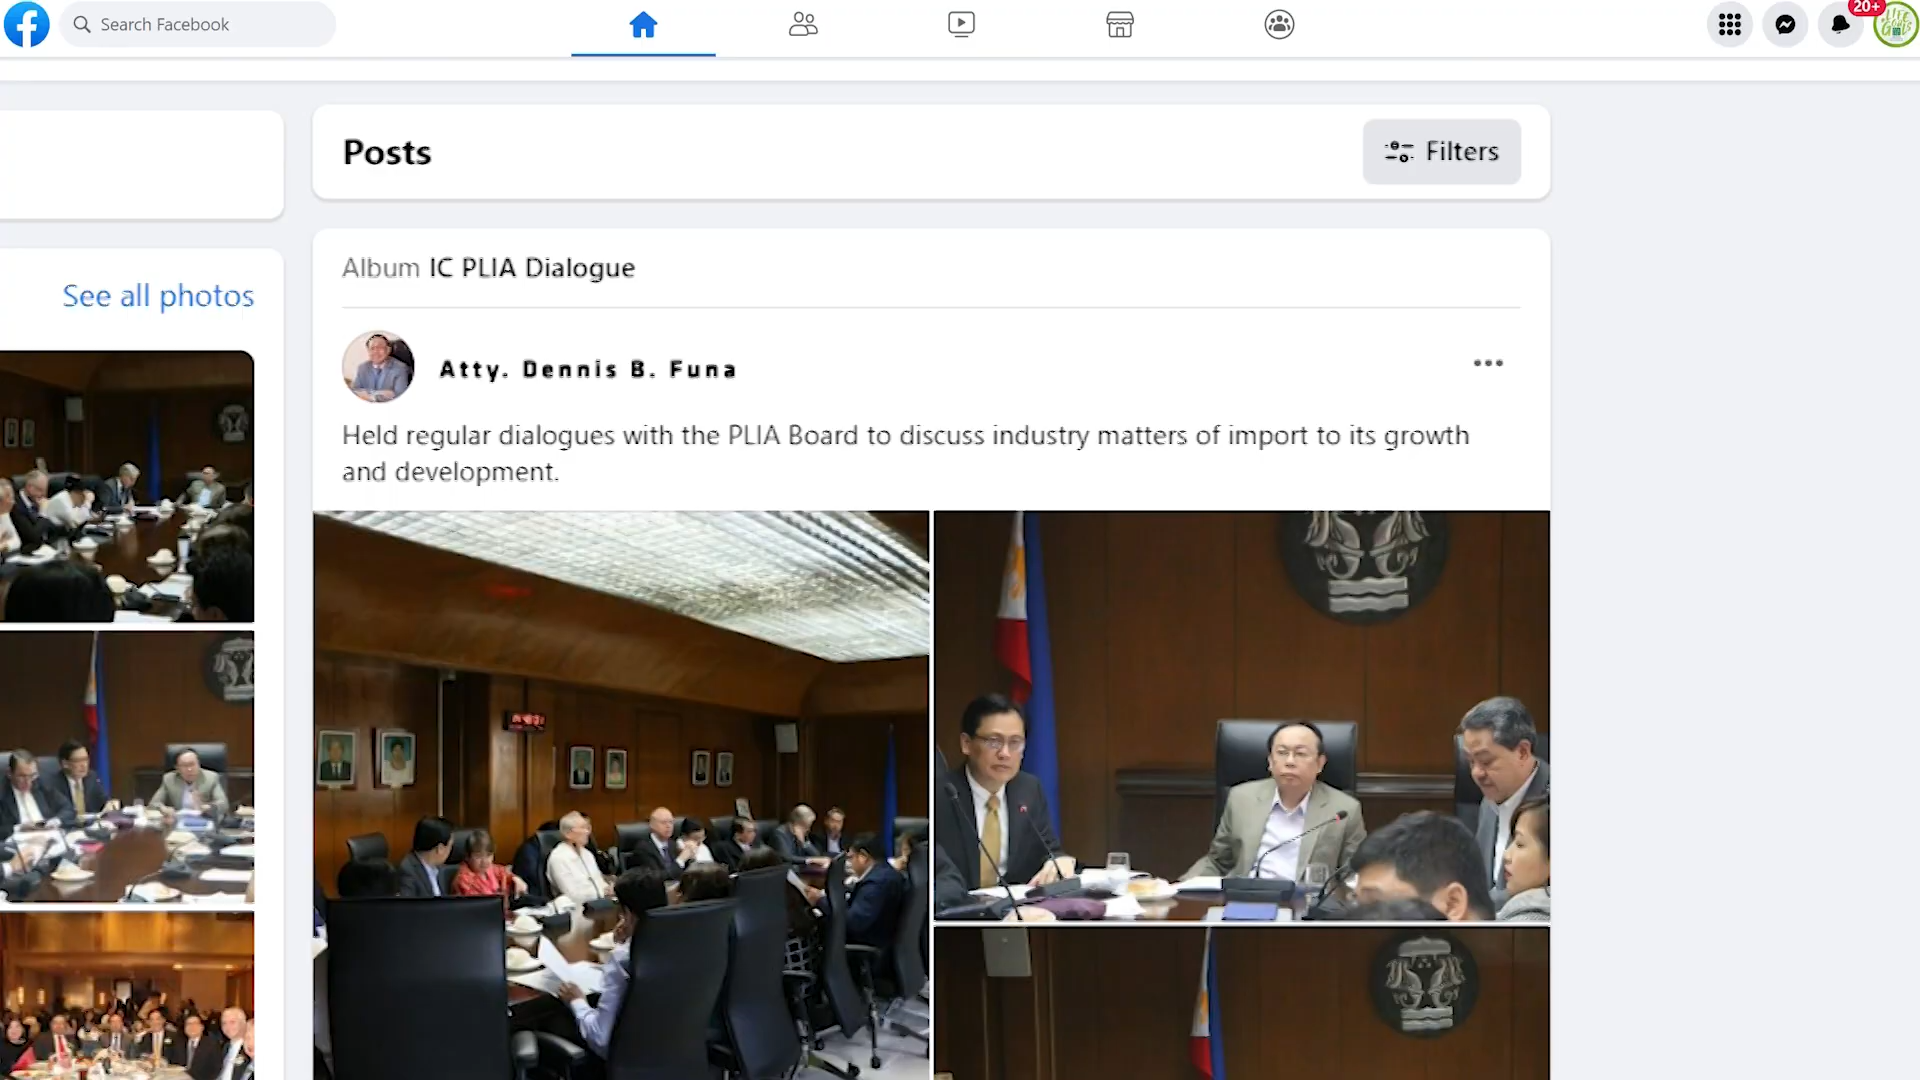 Search Facebook
20+
Posts
Filters
Album IC PLIA Dialogue
See all photos
Atty. Dennis B. Funa
Held regular dialogues with the PLIA Board to discuss industry matters of import to its growth
and development.